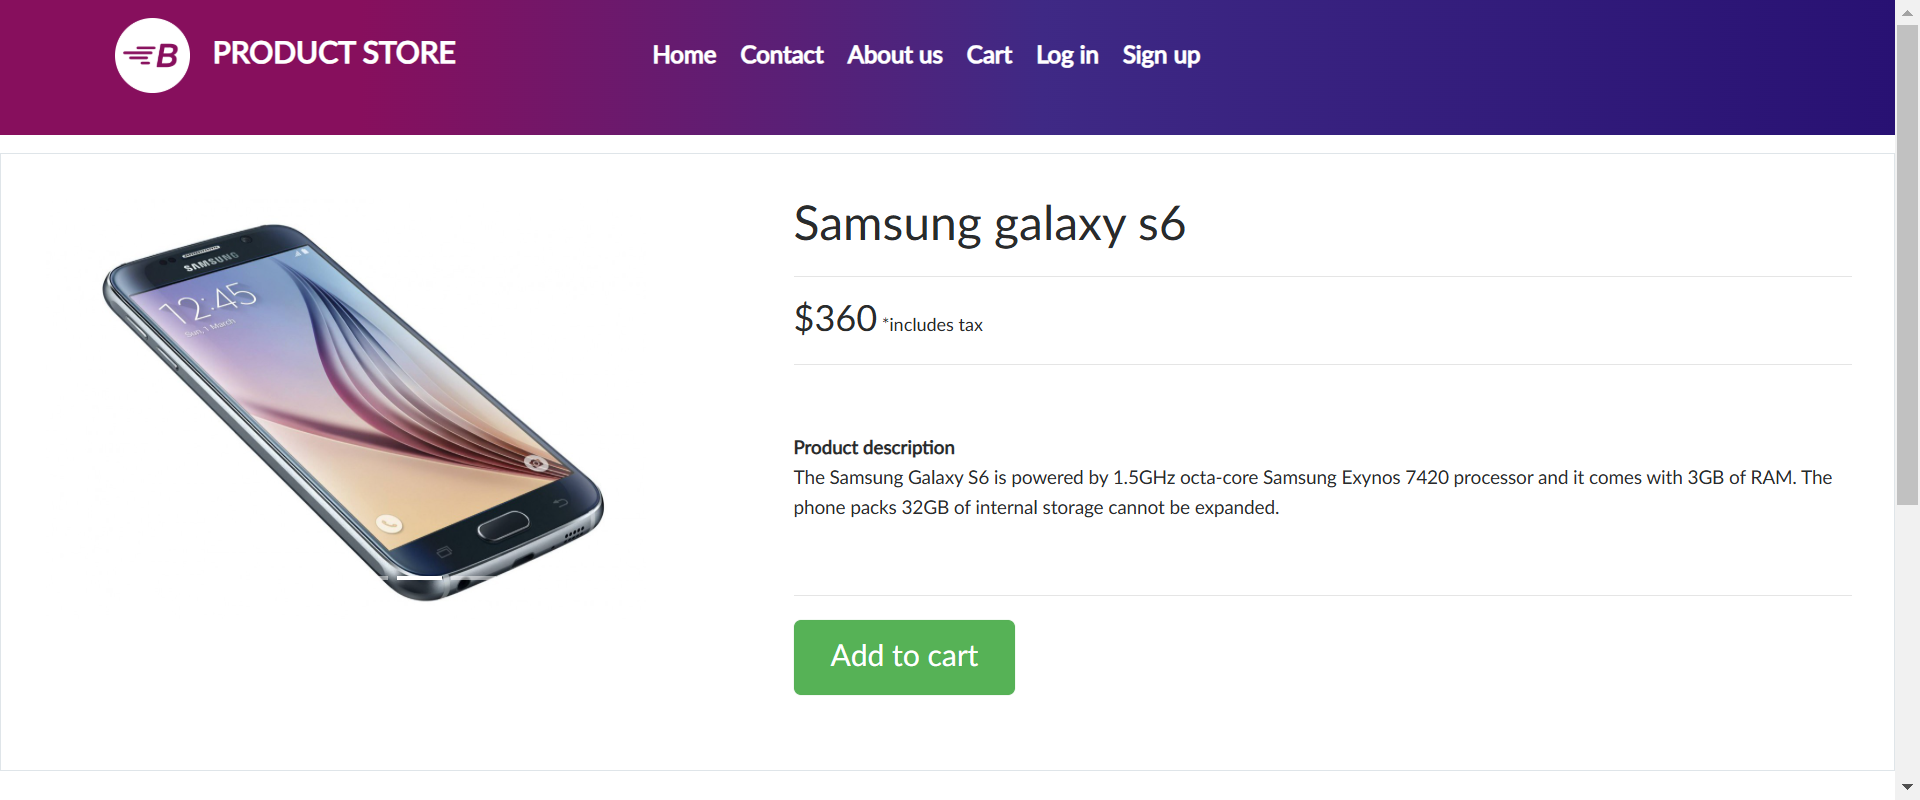 B PRODUCT STORE
Home Contact About us Cart Log in Sign up
SAMSUNG
12:45
Sun, 1 March
Samsung galaxy s6
$360 *includes tax
Product description
The Samsung Galaxy S6 is powered by 1.5GHz octa-core Samsung Exynos 7420 processor and it comes with 3GB of RAM. The
phone packs 32GB of internal storage cannot be expanded.
Add to cart